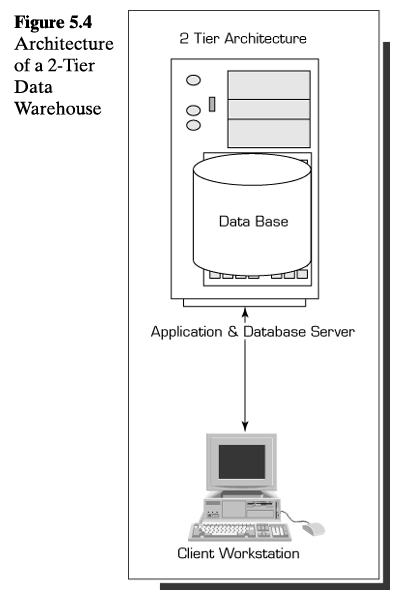 Figure 5.4
Architecture
of a 2-Tier
Data
Warehouse
2 Tier Architecture
Data Base
Application & Database Server
Client Workstation